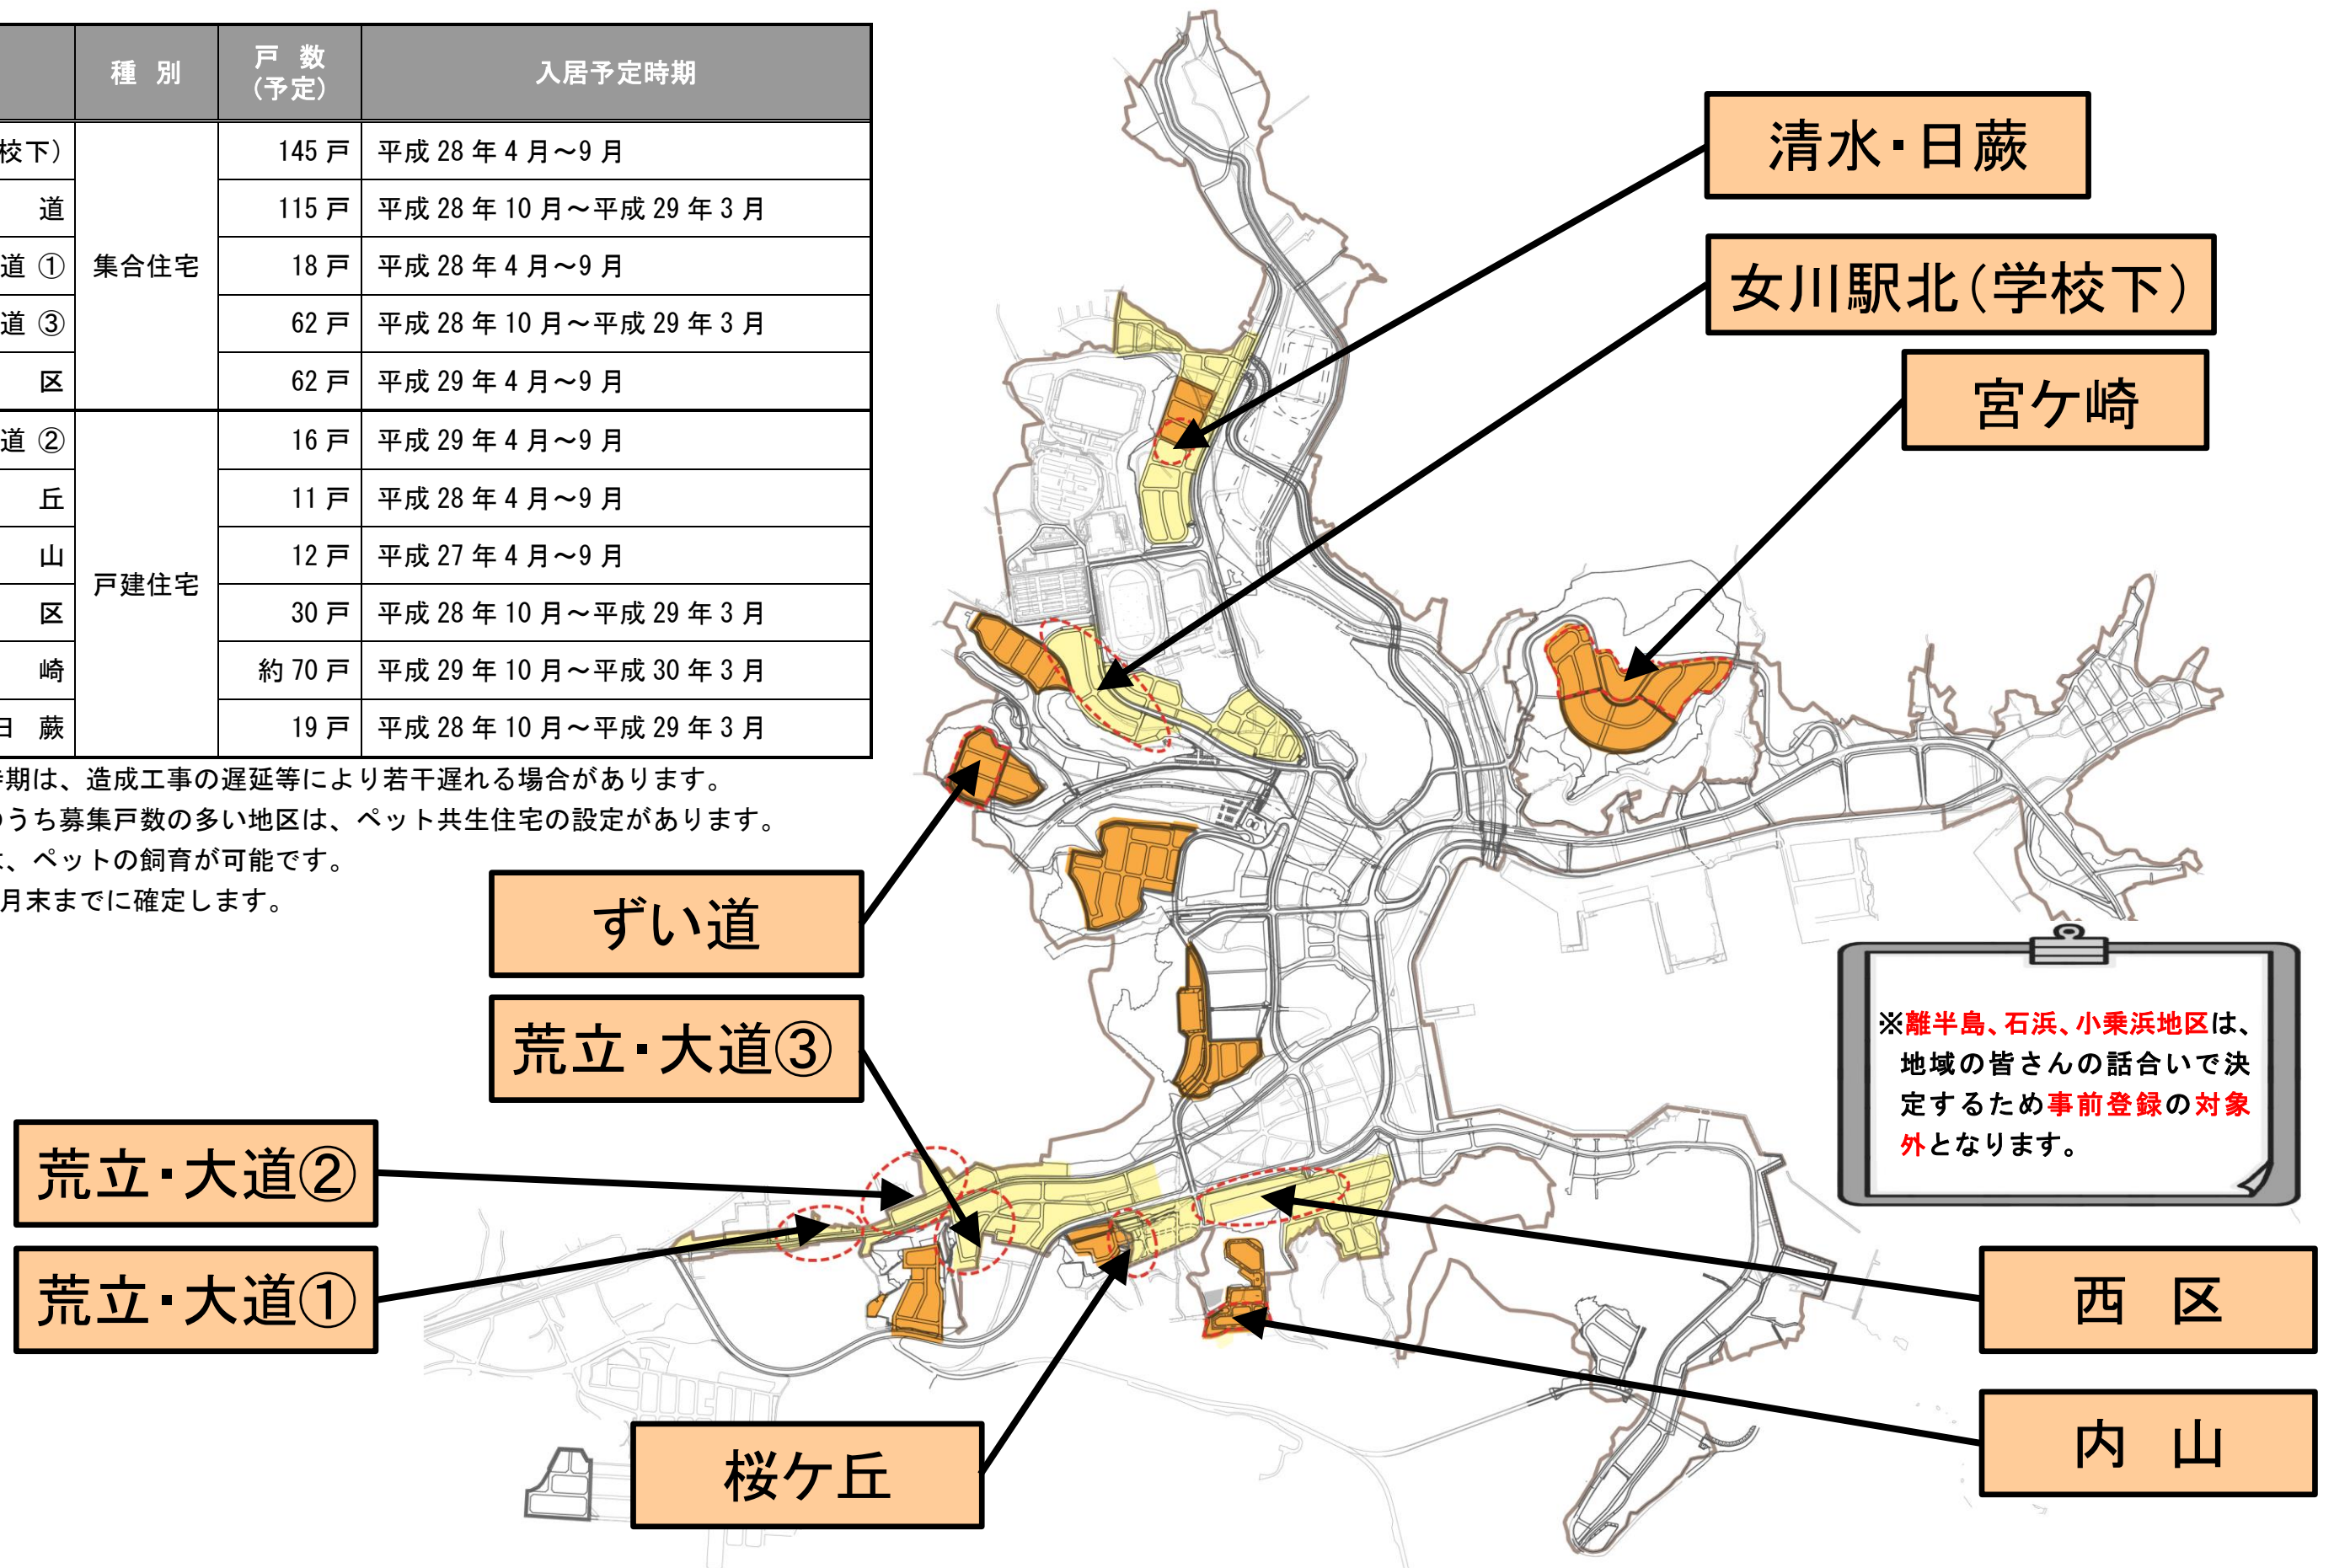 種 別 戸 数 (予定) 入居予定時期
校下) 集合住宅 145 戸 平成 28 年 4 月～9 月
道 115 戸 平成 28 年 10 月～平成 29 年 3 月
道 ① 18 戸 平成 28 年 4 月～9 月
道 ③ 62 戸 平成 28 年 10 月～平成 29 年 3 月
区 62 戸 平成 29 年 4 月～9 月
道 ② 戸建住宅 16 戸 平成 29 年 4 月～9 月
丘 11 戸 平成 28 年 4 月～9 月
山 12 戸 平成 27 年 4 月～9 月
区 30 戸 平成 28 年 10 月～平成 29 年 3 月
崎 約 70 戸 平成 29 年 10 月～平成 30 年 3 月
日 蕨 19 戸 平成 28 年 10 月～平成 29 年 3 月
期は、造成工事の遅延等により若干遅れる場合があります。
うち募集戸数の多い地区は、ペット共生住宅の設定があります。
、ペットの飼育が可能です。
月末までに確定します。
清水・日蕨
女川駅北(学校下)
宮ケ崎
ずい道
荒立・大道③
荒立・大道②
荒立・大道①
桜ケ丘
西 区
内 山
※離半島、石浜、小乗浜地区は、
地域の皆さんの話合いで決
定するため事前登録の対象
外となります。